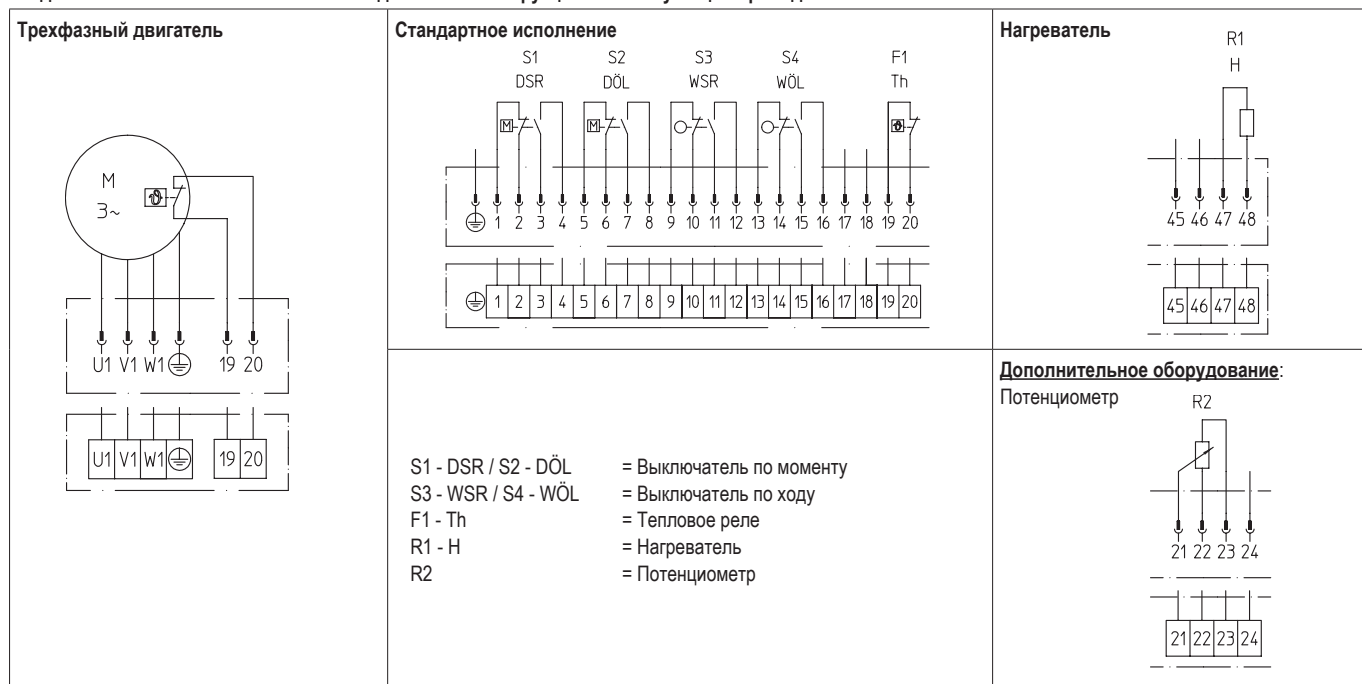 Трехфазный двигатель
M
3~
U1 V1 W1 19 20
U1 V1 W1 19 20
Стандартное исполнение
S1 S2 S3 S4 F1
DSR DÖL WSR WÖL Th
M M
1 2 3 4 5 6 7 8 9 10 11 12 13 14 15 16 17 18 19 20
1 2 3 4 5 6 7 8 9 10 11 12 13 14 15 16 17 18 19 20
Нагреватель
R1
H
45 46 47 48
45 46 47 48
S1 - DSR / S2 - DÖL = Выключатель по моменту
S3 - WSR / S4 - WÖL = Выключатель по ходу
F1 - Th = Тепловое реле
R1 - H = Нагреватель
R2 = Потенциометр
Дополнительное оборудование:
Потенциометр
R2
21 22 23 24
21 22 23 24